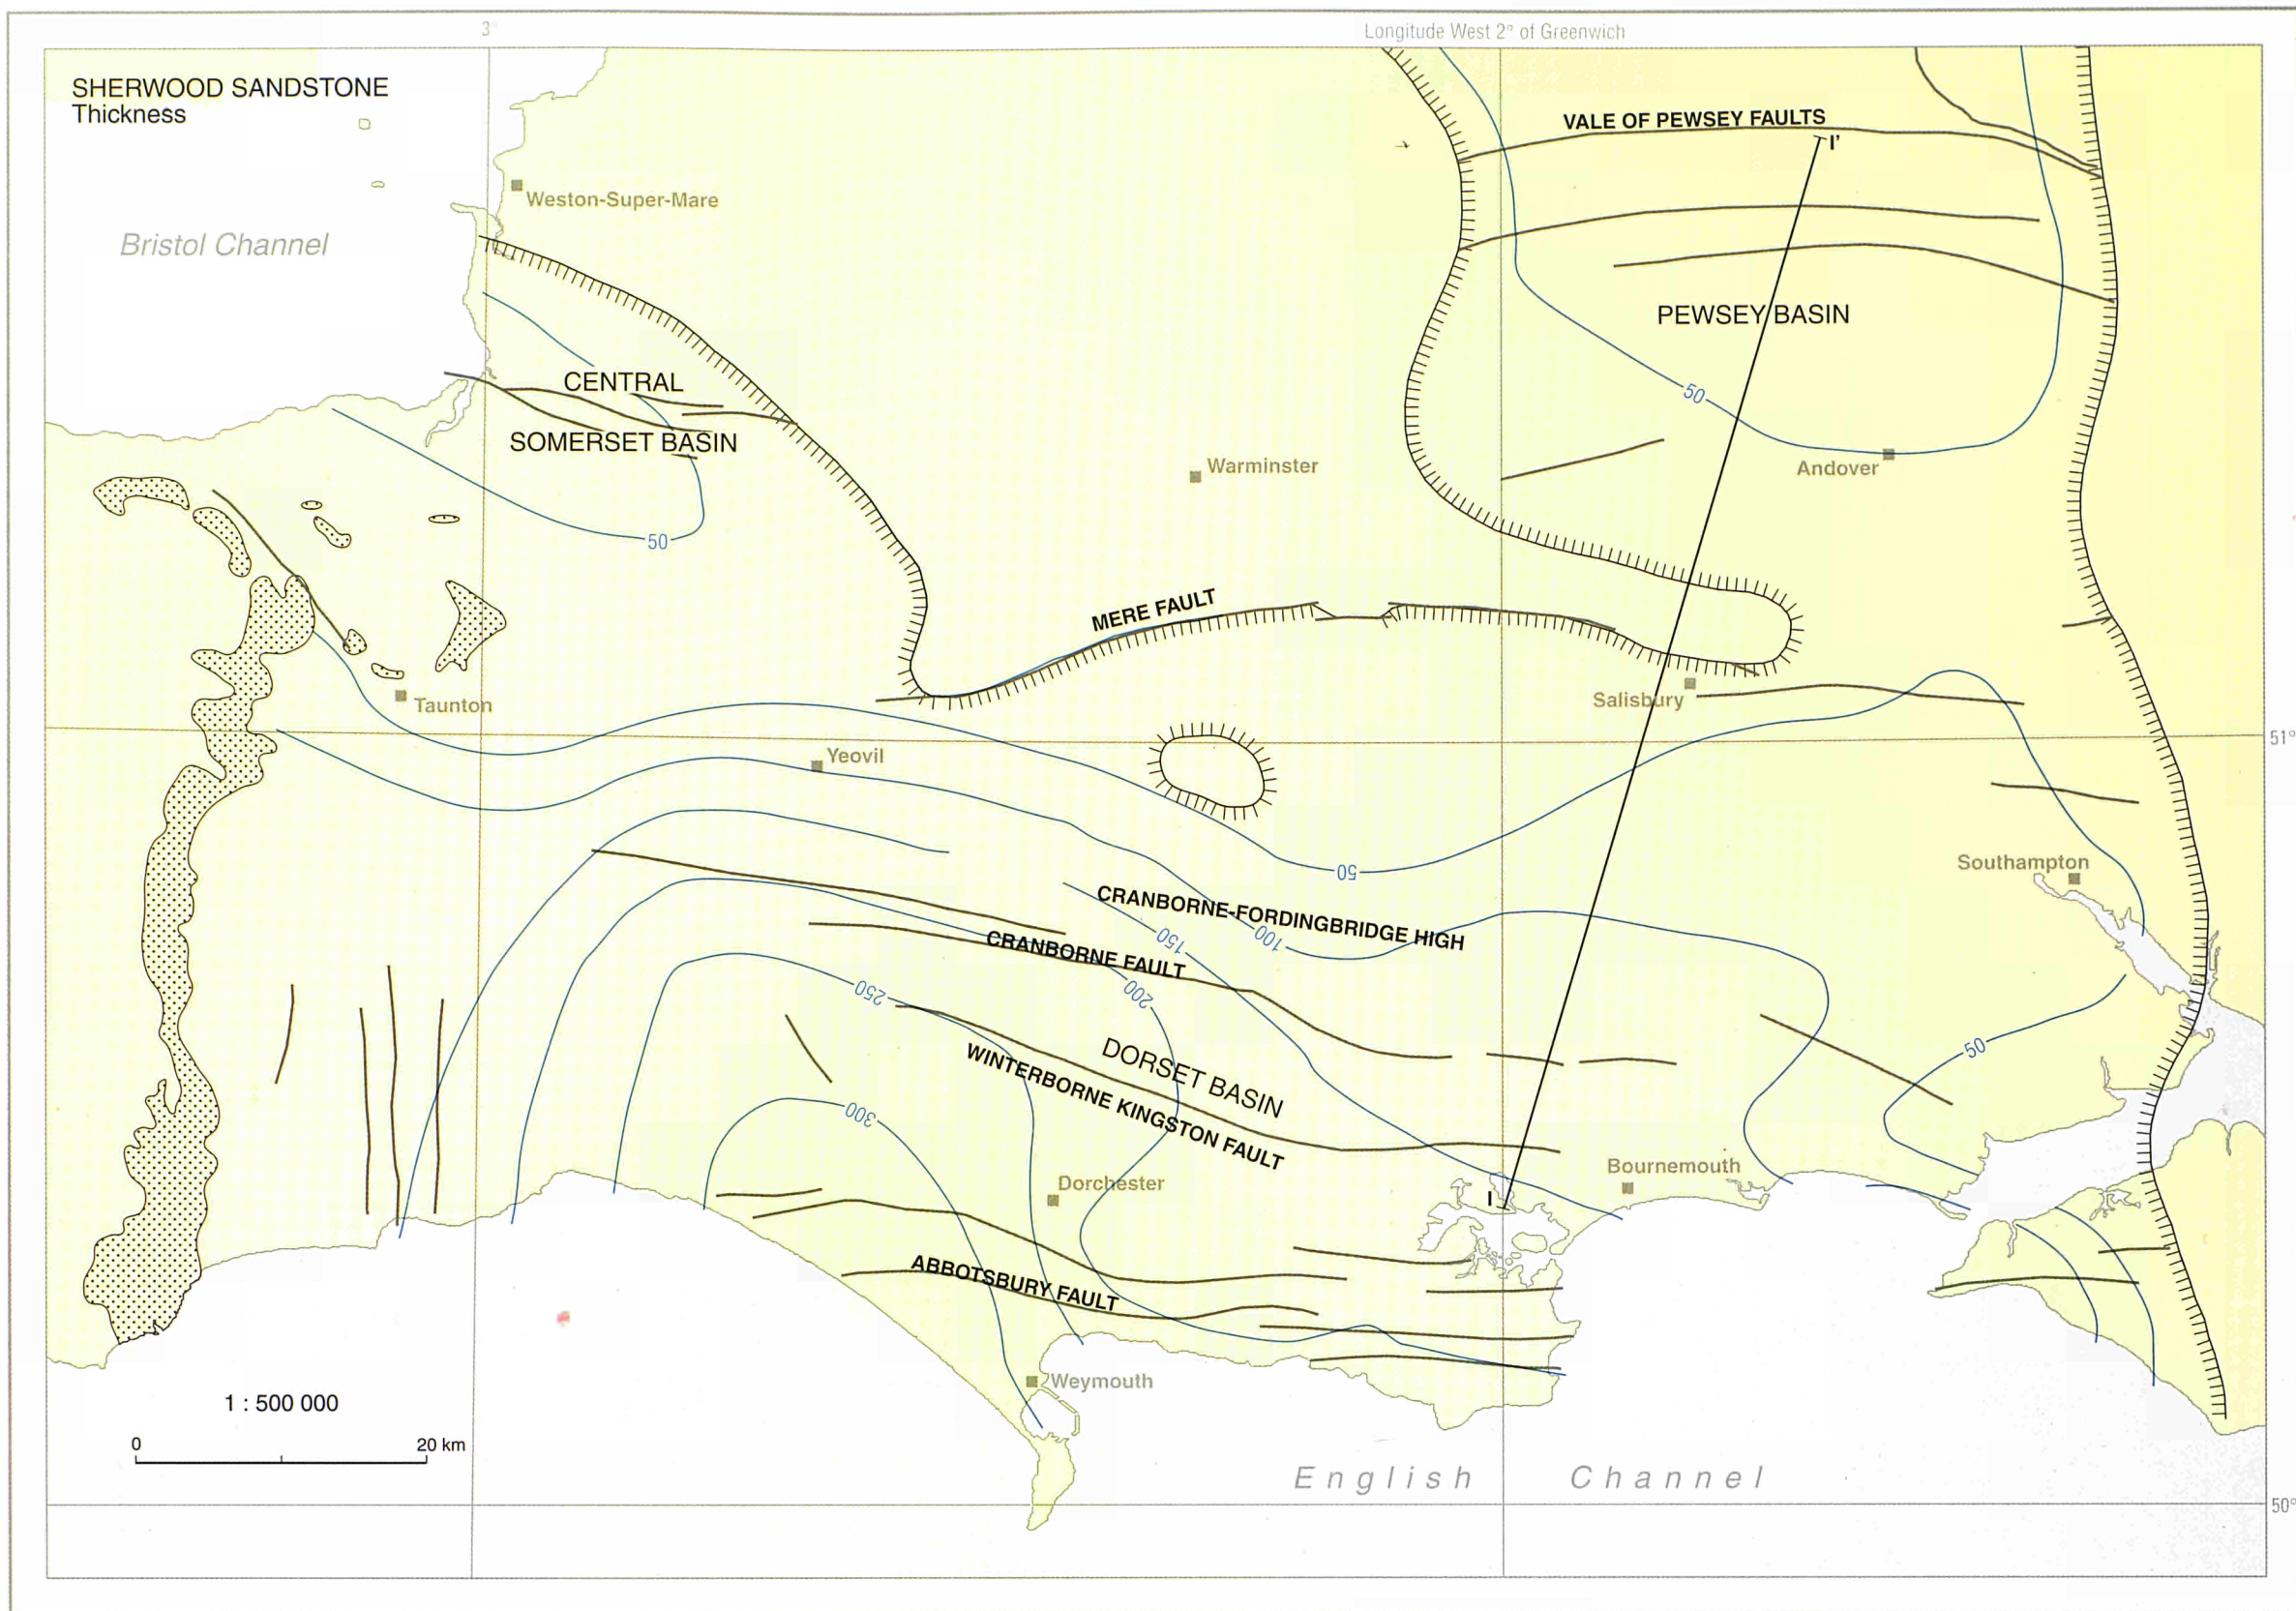 3°
Longitude West 2° of Greenwich
SHERWOOD SANDSTONE
Thickness
VALE OF PEWSEY FAULTS
I'
Weston-Super-Mare
Bristol Channel
PEWSEY BASIN
CENTRAL
SOMERSET BASIN
50
Andover
Warminster
50
MERE FAULT
Salisbury
Taunton
51°
Yeovil
50
Southampton
CRANBORNE-FORDINGBRIDGE HIGH
150
100
CRANBORNE FAULT
250
200
50
DORSET BASIN
WINTERBORNE KINGSTON FAULT
300
Dorchester
Bournemouth
I
ABBOTSBURY FAULT
Weymouth
1 : 500 000
0
20 km
English Channel
50°